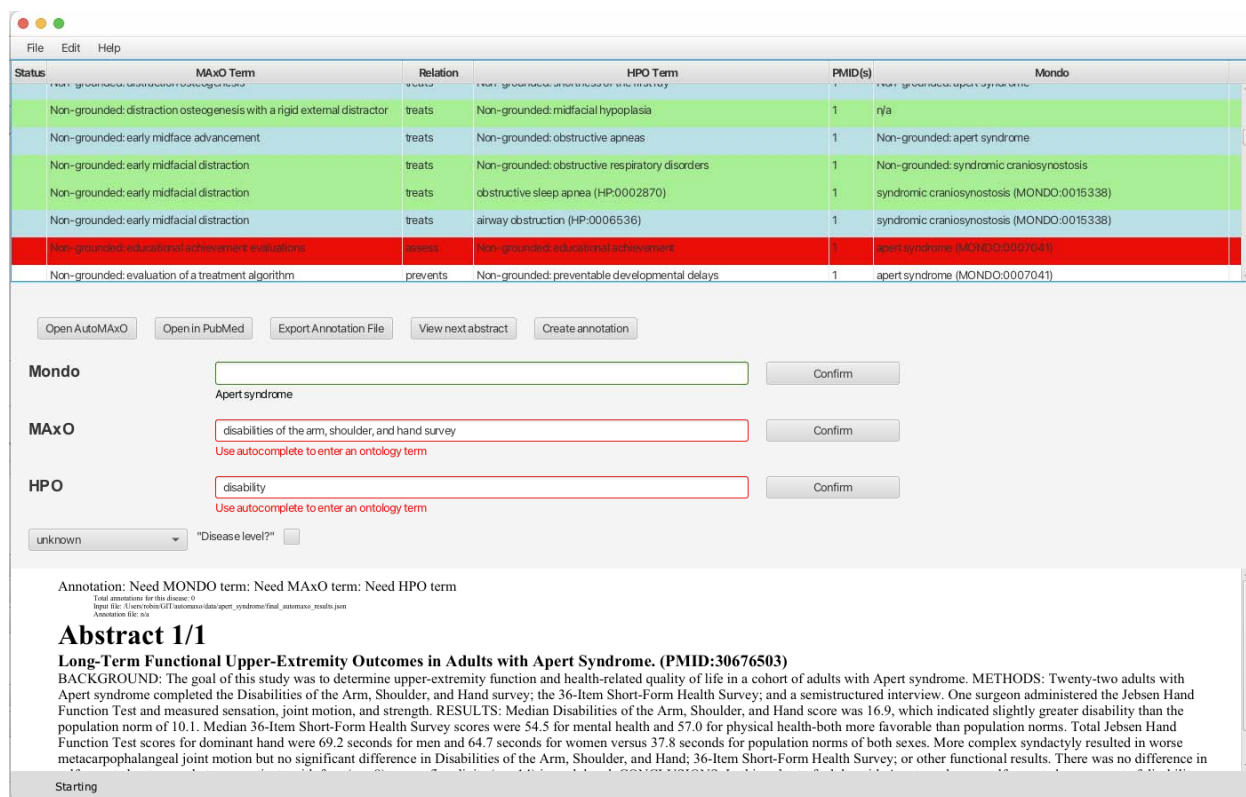 File Edit Help
Status MAxO Term Relation HPO Term PMID(s) Mondo
Non-grounded: distraction osteogenesis treats Non-grounded: shortness of the first ray 1 Non-grounded: apert syndrome
Non-grounded: distraction osteogenesis with a rigid external distractor treats Non-grounded: midfacial hypoplasia 1 n/a
Non-grounded: early midface advancement treats Non-grounded: obstructive apneas 1 Non-grounded: apert syndrome
Non-grounded: early midfacial distraction treats Non-grounded: obstructive respiratory disorders 1 Non-grounded: syndromic craniosynostosis
Non-grounded: early midfacial distraction treats obstructive sleep apnea (HP:0002870) 1 syndromic craniosynostosis (MONDO:0015338)
Non-grounded: early midfacial distraction treats airway obstruction (HP:0006536) 1 syndromic craniosynostosis (MONDO:0015338)
Non-grounded: educational achievement evaluations assess Non-grounded: educational achievement 1 apert syndrome (MONDO:0007041)
Non-grounded: evaluation of a treatment algorithm prevents Non-grounded: preventable developmental delays 1 apert syndrome (MONDO:0007041)
Open AutoMAxO Open in PubMed Export Annotation File View next abstract Create annotation
Mondo Confirm
Apert syndrome
MAxO disabilities of the arm, shoulder, and hand survey Confirm
Use autocomplete to enter an ontology term
HPO disability Confirm
Use autocomplete to enter an ontology term
unknown "Disease level?"
Annotation: Need MONDO term: Need MAxO term: Need HPO term
Total annotations for this disease: 0
Input file: /Users/robin/GIT/automaxo/data/apert_syndrome/final_automaxo_results.json
Annotation file: n/a
Abstract 1/1
Long-Term Functional Upper-Extremity Outcomes in Adults with Apert Syndrome. (PMID:30676503)
BACKGROUND: The goal of this study was to determine upper-extremity function and health-related quality of life in a cohort of adults with Apert syndrome. METHODS: Twenty-two adults with
Apert syndrome completed the Disabilities of the Arm, Shoulder, and Hand survey; the 36-Item Short-Form Health Survey; and a semistructured interview. One surgeon administered the Jebsen Hand
Function Test and measured sensation, joint motion, and strength. RESULTS: Median Disabilities of the Arm, Shoulder, and Hand score was 16.9, which indicated slightly greater disability than the
population norm of 10.1. Median 36-Item Short-Form Health Survey scores were 54.5 for mental health and 57.0 for physical health-both more favorable than population norms. Total Jebsen Hand
Function Test scores for dominant hand were 69.2 seconds for men and 64.7 seconds for women versus 37.8 seconds for population norms of both sexes. More complex syndactyly resulted in worse
metacarpophalangeal joint motion but no significant difference in Disabilities of the Arm, Shoulder, and Hand; 36-Item Short-Form Health Survey; or other functional results. There was no difference in
Starting